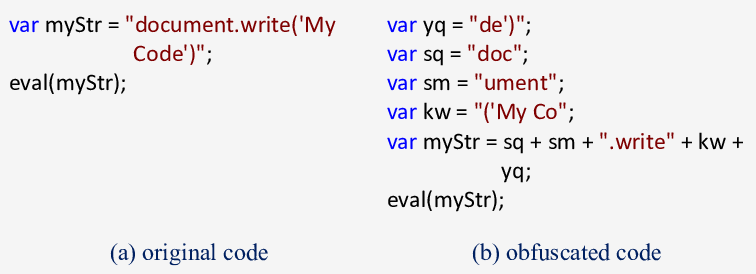 var myStr = "document.write('My
Code')";
eval(myStr);
(a) original code
var yq = "de')";
var sq = "doc";
var sm = "ument";
var kw = "('My Co";
var myStr = sq + sm + ".write" + kw +
yq;
eval(myStr);
(b) obfuscated code